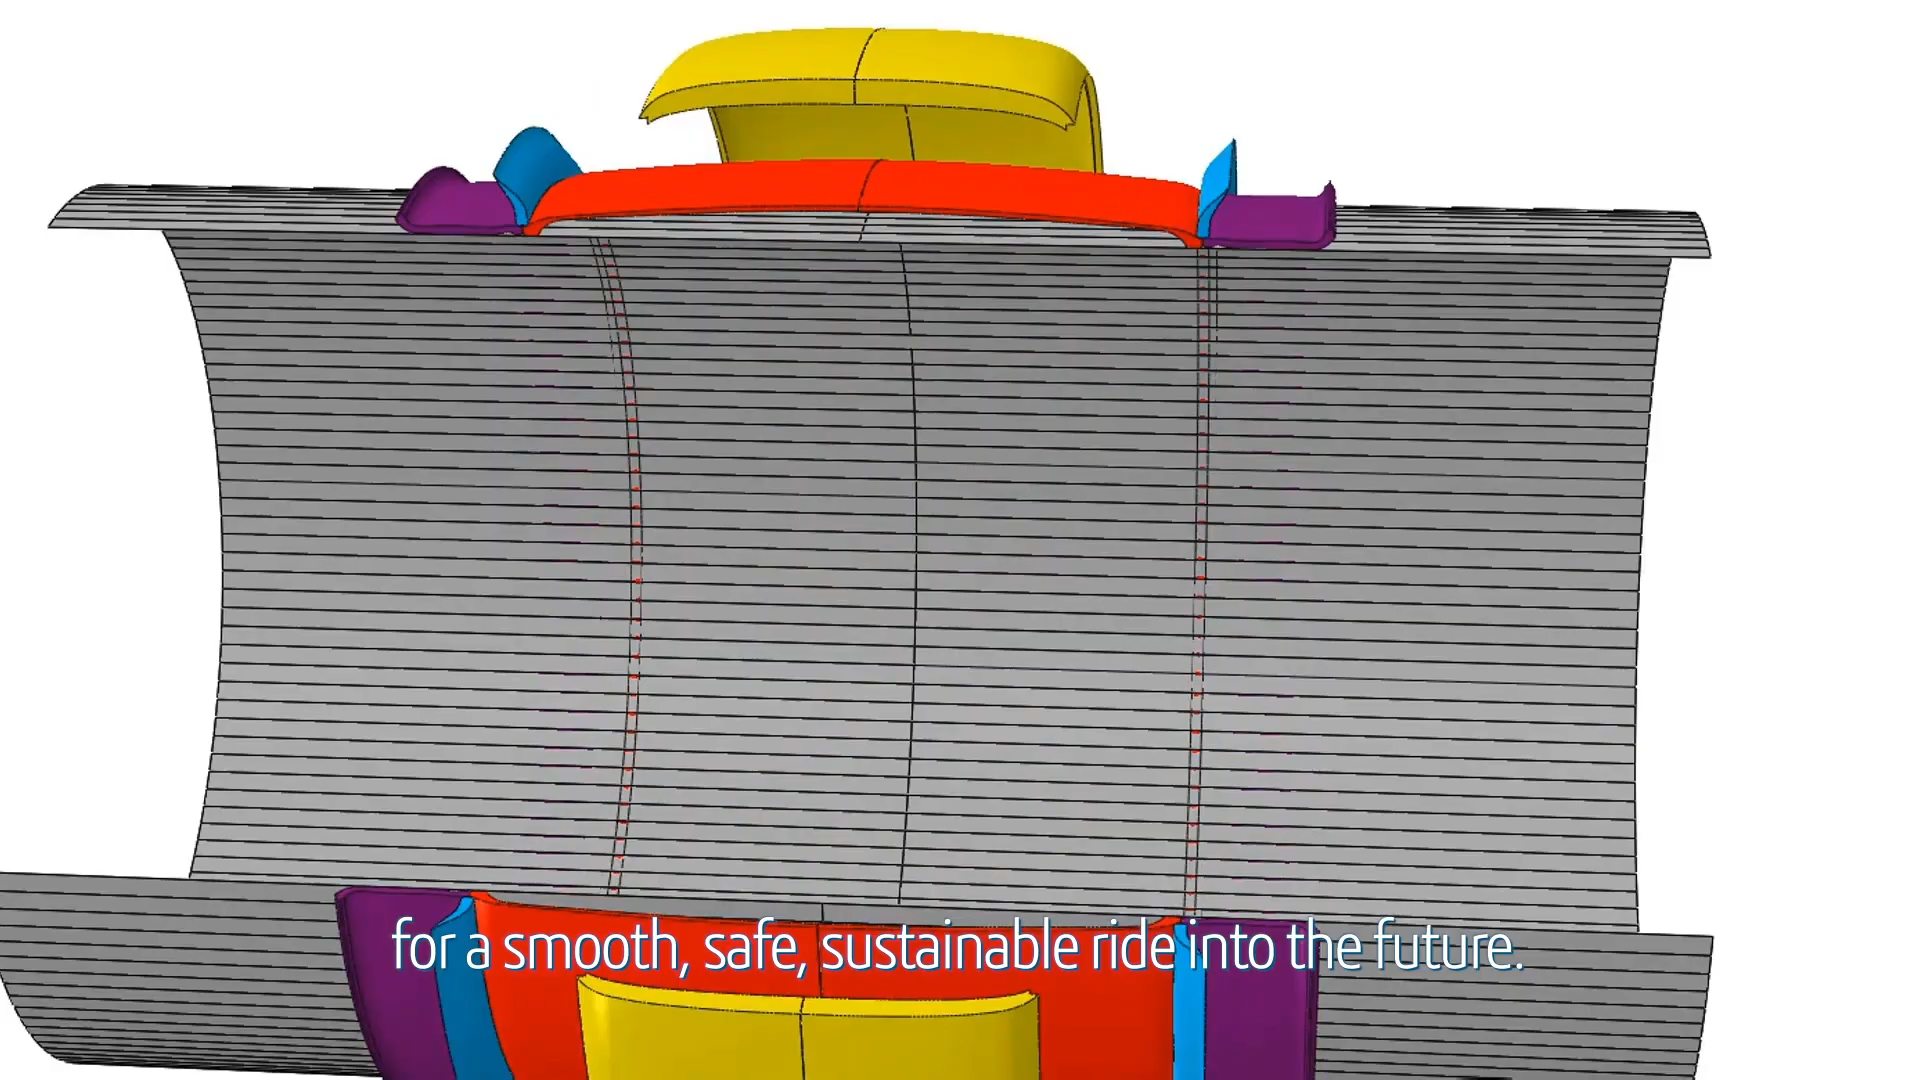 for a smooth, safe, sustainable ride into the future.